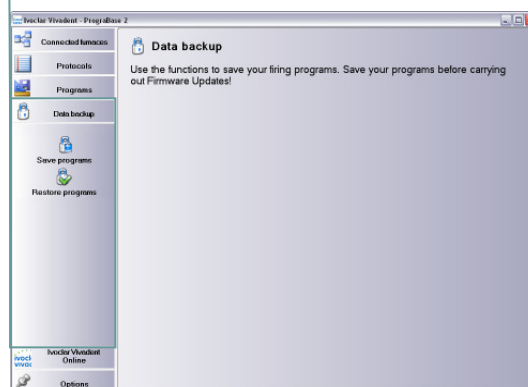 Ivoclar Vivadent - PrograBase 2
Connected furnaces
Protocols
Programs
Data backup
Save programs
Restore programs
Ivoclar Vivadent
Online
Options
Data backup
Use the functions to save your firing programs. Save your programs before carrying
out Firmware Updates!